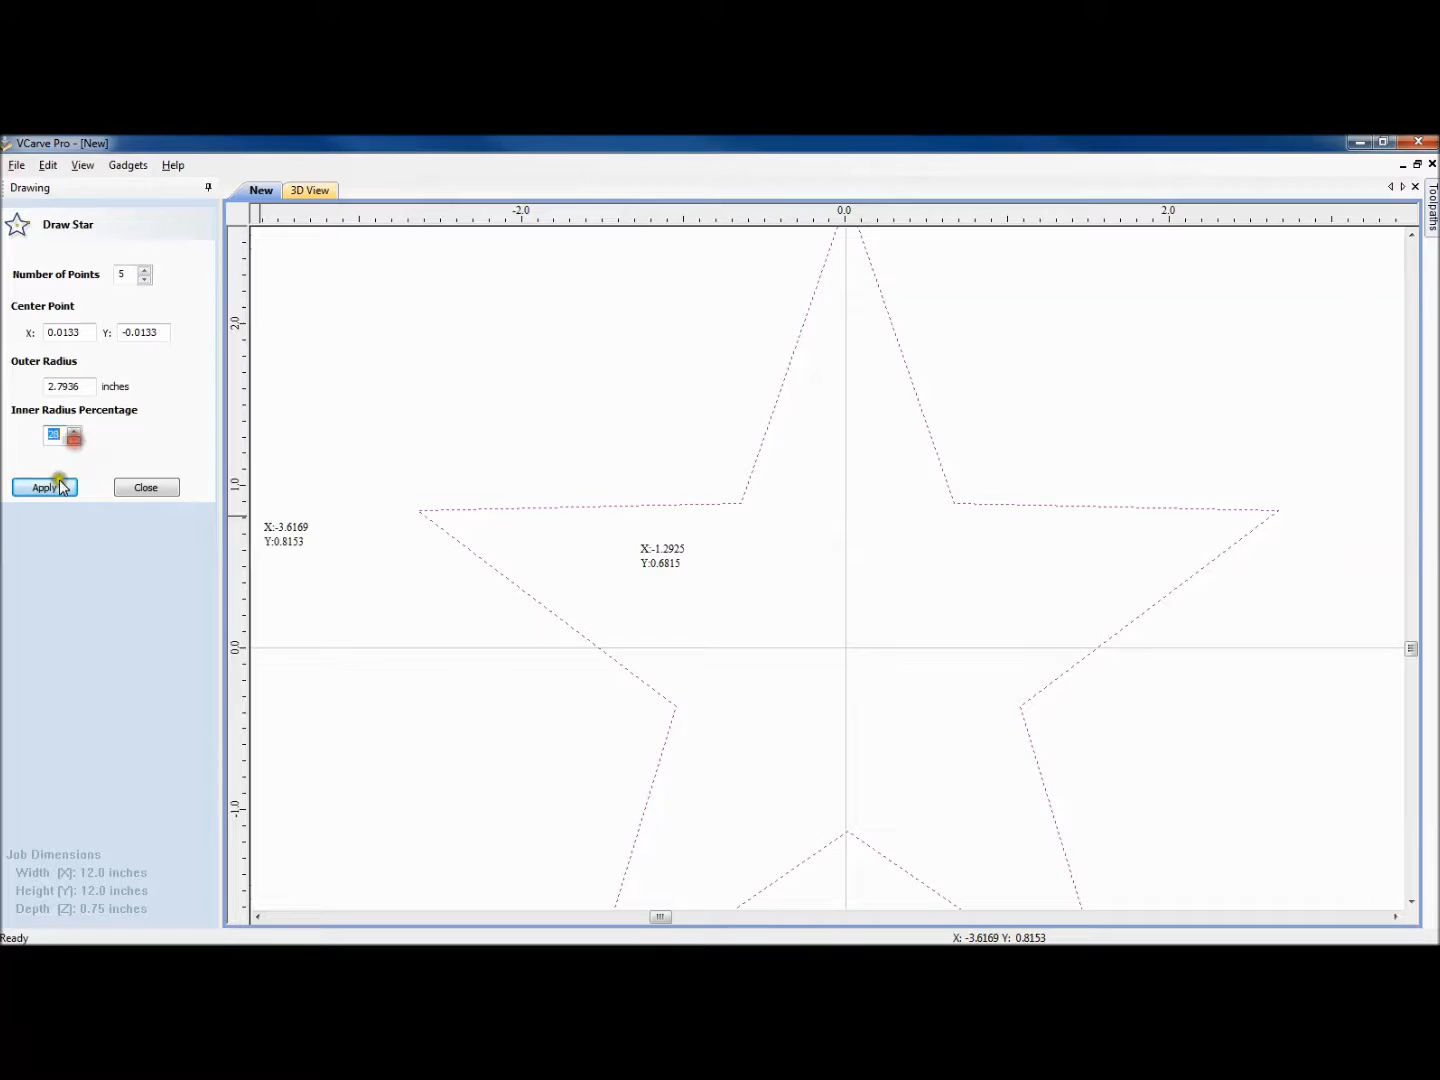 VCarve Pro - [New]
File Edit View Gadgets Help
Drawing
New 3D View
Toolpaths
Draw Star
-2.0 0.0 2.0
Number of Points 5
Center Point
X: 0.0133 Y: -0.0133
2.0
Outer Radius
2.7936 inches
Inner Radius Percentage
28
Apply Close
1.0
X:-3.6169
Y:0.8153
X:-1.2925
Y:0.6815
0.0
-1.0
Job Dimensions
Width [X]: 12.0 inches
Height [Y]: 12.0 inches
Depth [Z]: 0.75 inches
Ready
X: -3.6169 Y: 0.8153